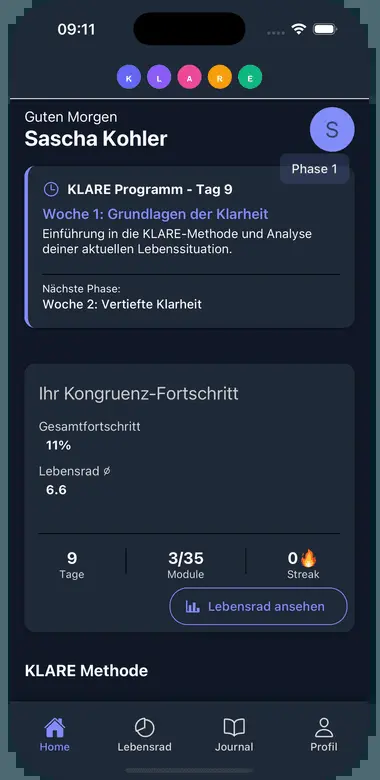 09:11
K L A R E
Guten Morgen
Sascha Kohler
S
Phase 1
KLARE Programm - Tag 9
Woche 1: Grundlagen der Klarheit
Einführung in die KLARE-Methode und Analyse
deiner aktuellen Lebenssituation.
Nächste Phase:
Woche 2: Vertiefte Klarheit
Ihr Kongruenz-Fortschritt
Gesamtfortschritt
11%
Lebensrad ∅
6.6
9 3/35 0🔥
Tage Module Streak
Lebensrad ansehen
KLARE Methode
Home Lebensrad Journal Profil